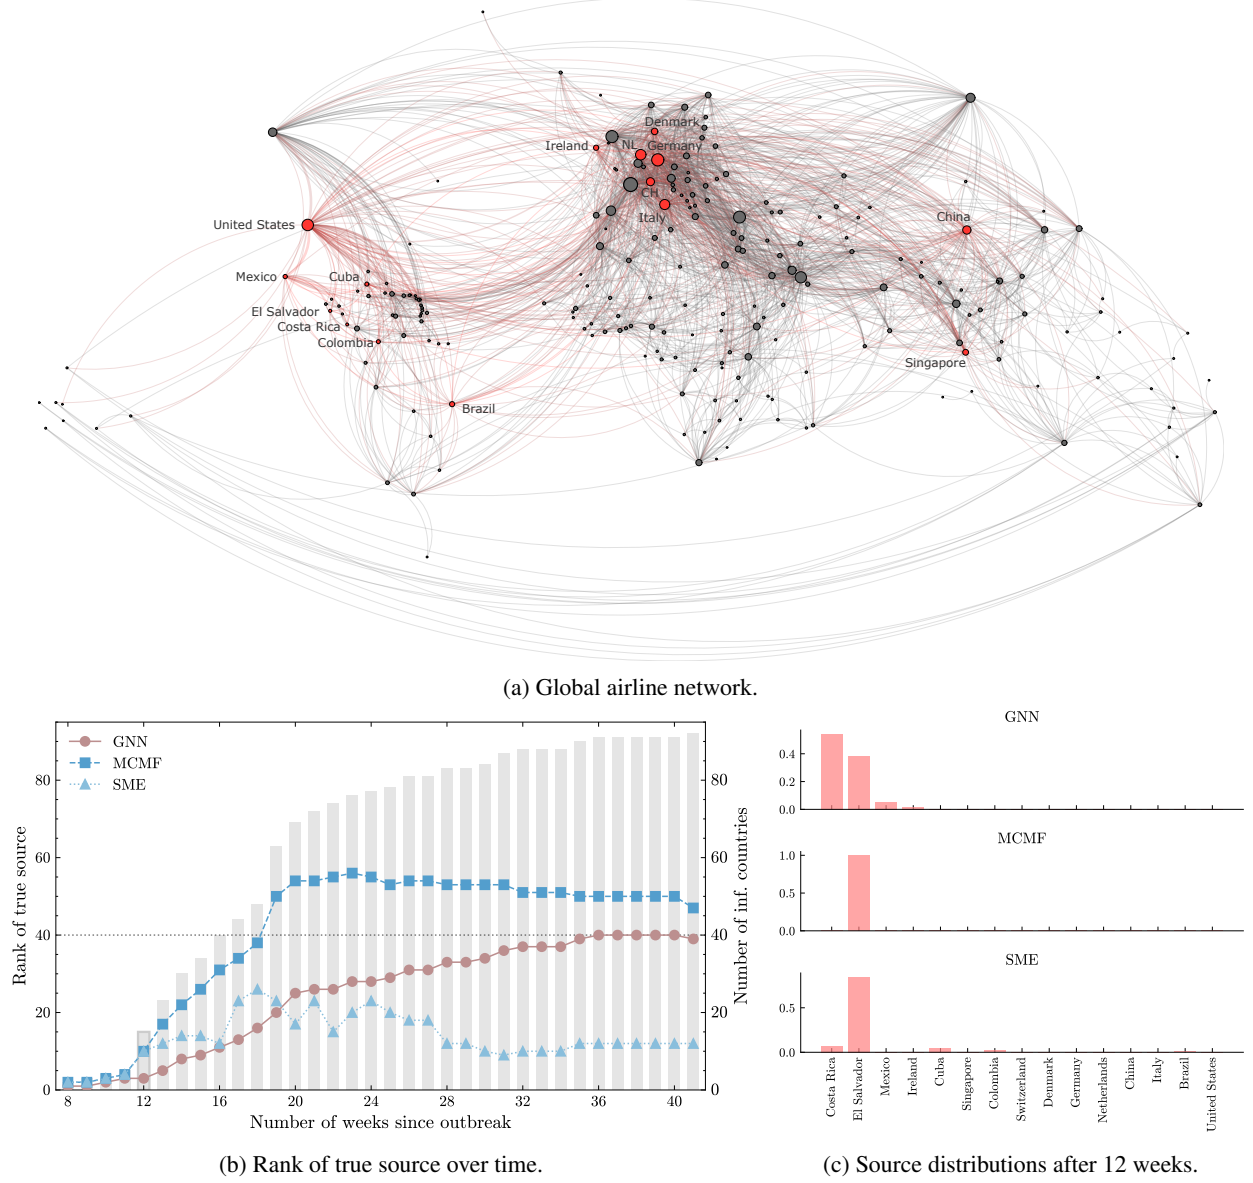 Denmark
Ireland
NL
Germany
CH
Italy
United States
China
Mexico
Cuba
El Salvador
Costa Rica
Colombia
Singapore
Brazil
(a) Global airline network.
GNN
MCMF
SME
80
60
40
20
0
Rank of true source
80
60
40
20
0
Number of inf. countries
8 12 16 20 24 28 32 36 40
Number of weeks since outbreak
(b) Rank of true source over time.
GNN
0.4
0.2
0.0
MCMF
1.0
0.5
0.0
SME
0.5
0.0
Costa Rica
El Salvador
Mexico
Ireland
Cuba
Singapore
Colombia
Switzerland
Denmark
Germany
Netherlands
China
Italy
Brazil
United States
(c) Source distributions after 12 weeks.